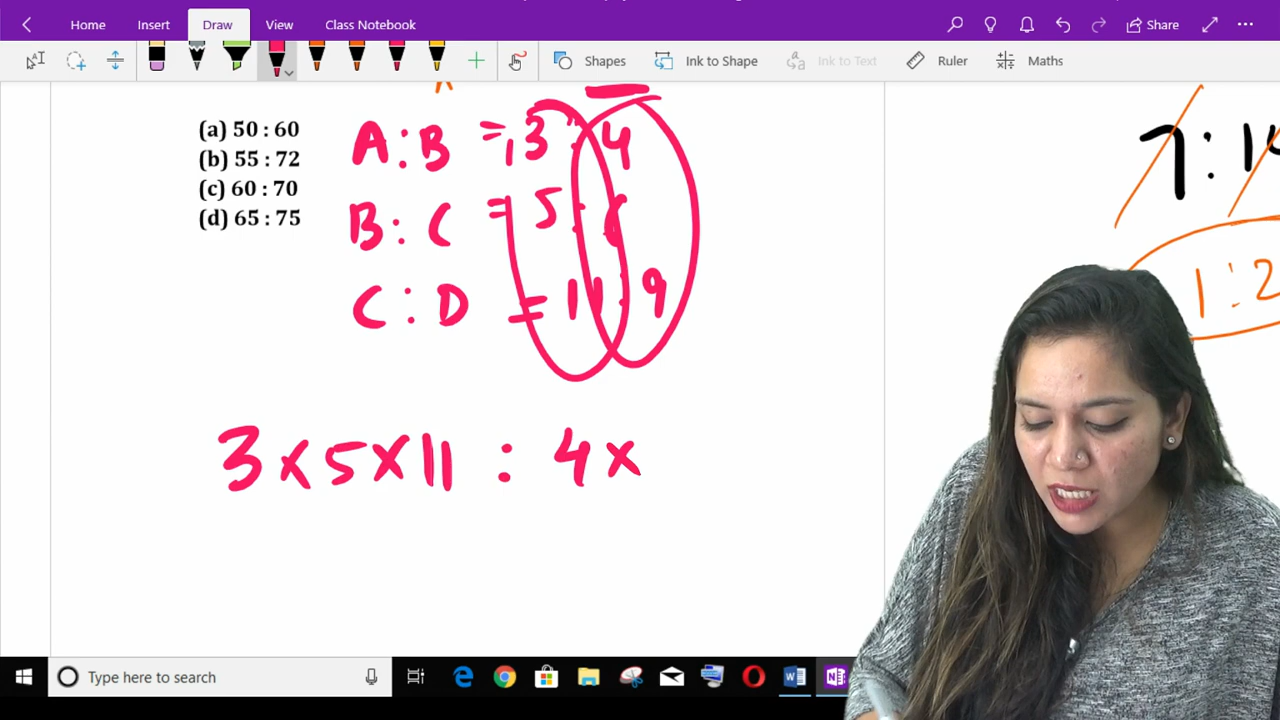 Home Insert Draw View Class Notebook Share
Shapes Ink to Shape Ink to Text Ruler Maths
(a) 50 : 60
(b) 55 : 72
(c) 60 : 70
(d) 65 : 75
A : B = 3 : 4
B : C = 5 : 6
C : D = 11 : 9
3 × 5 × 11 : 4 ×
7 : 14
1 : 2
Type here to search